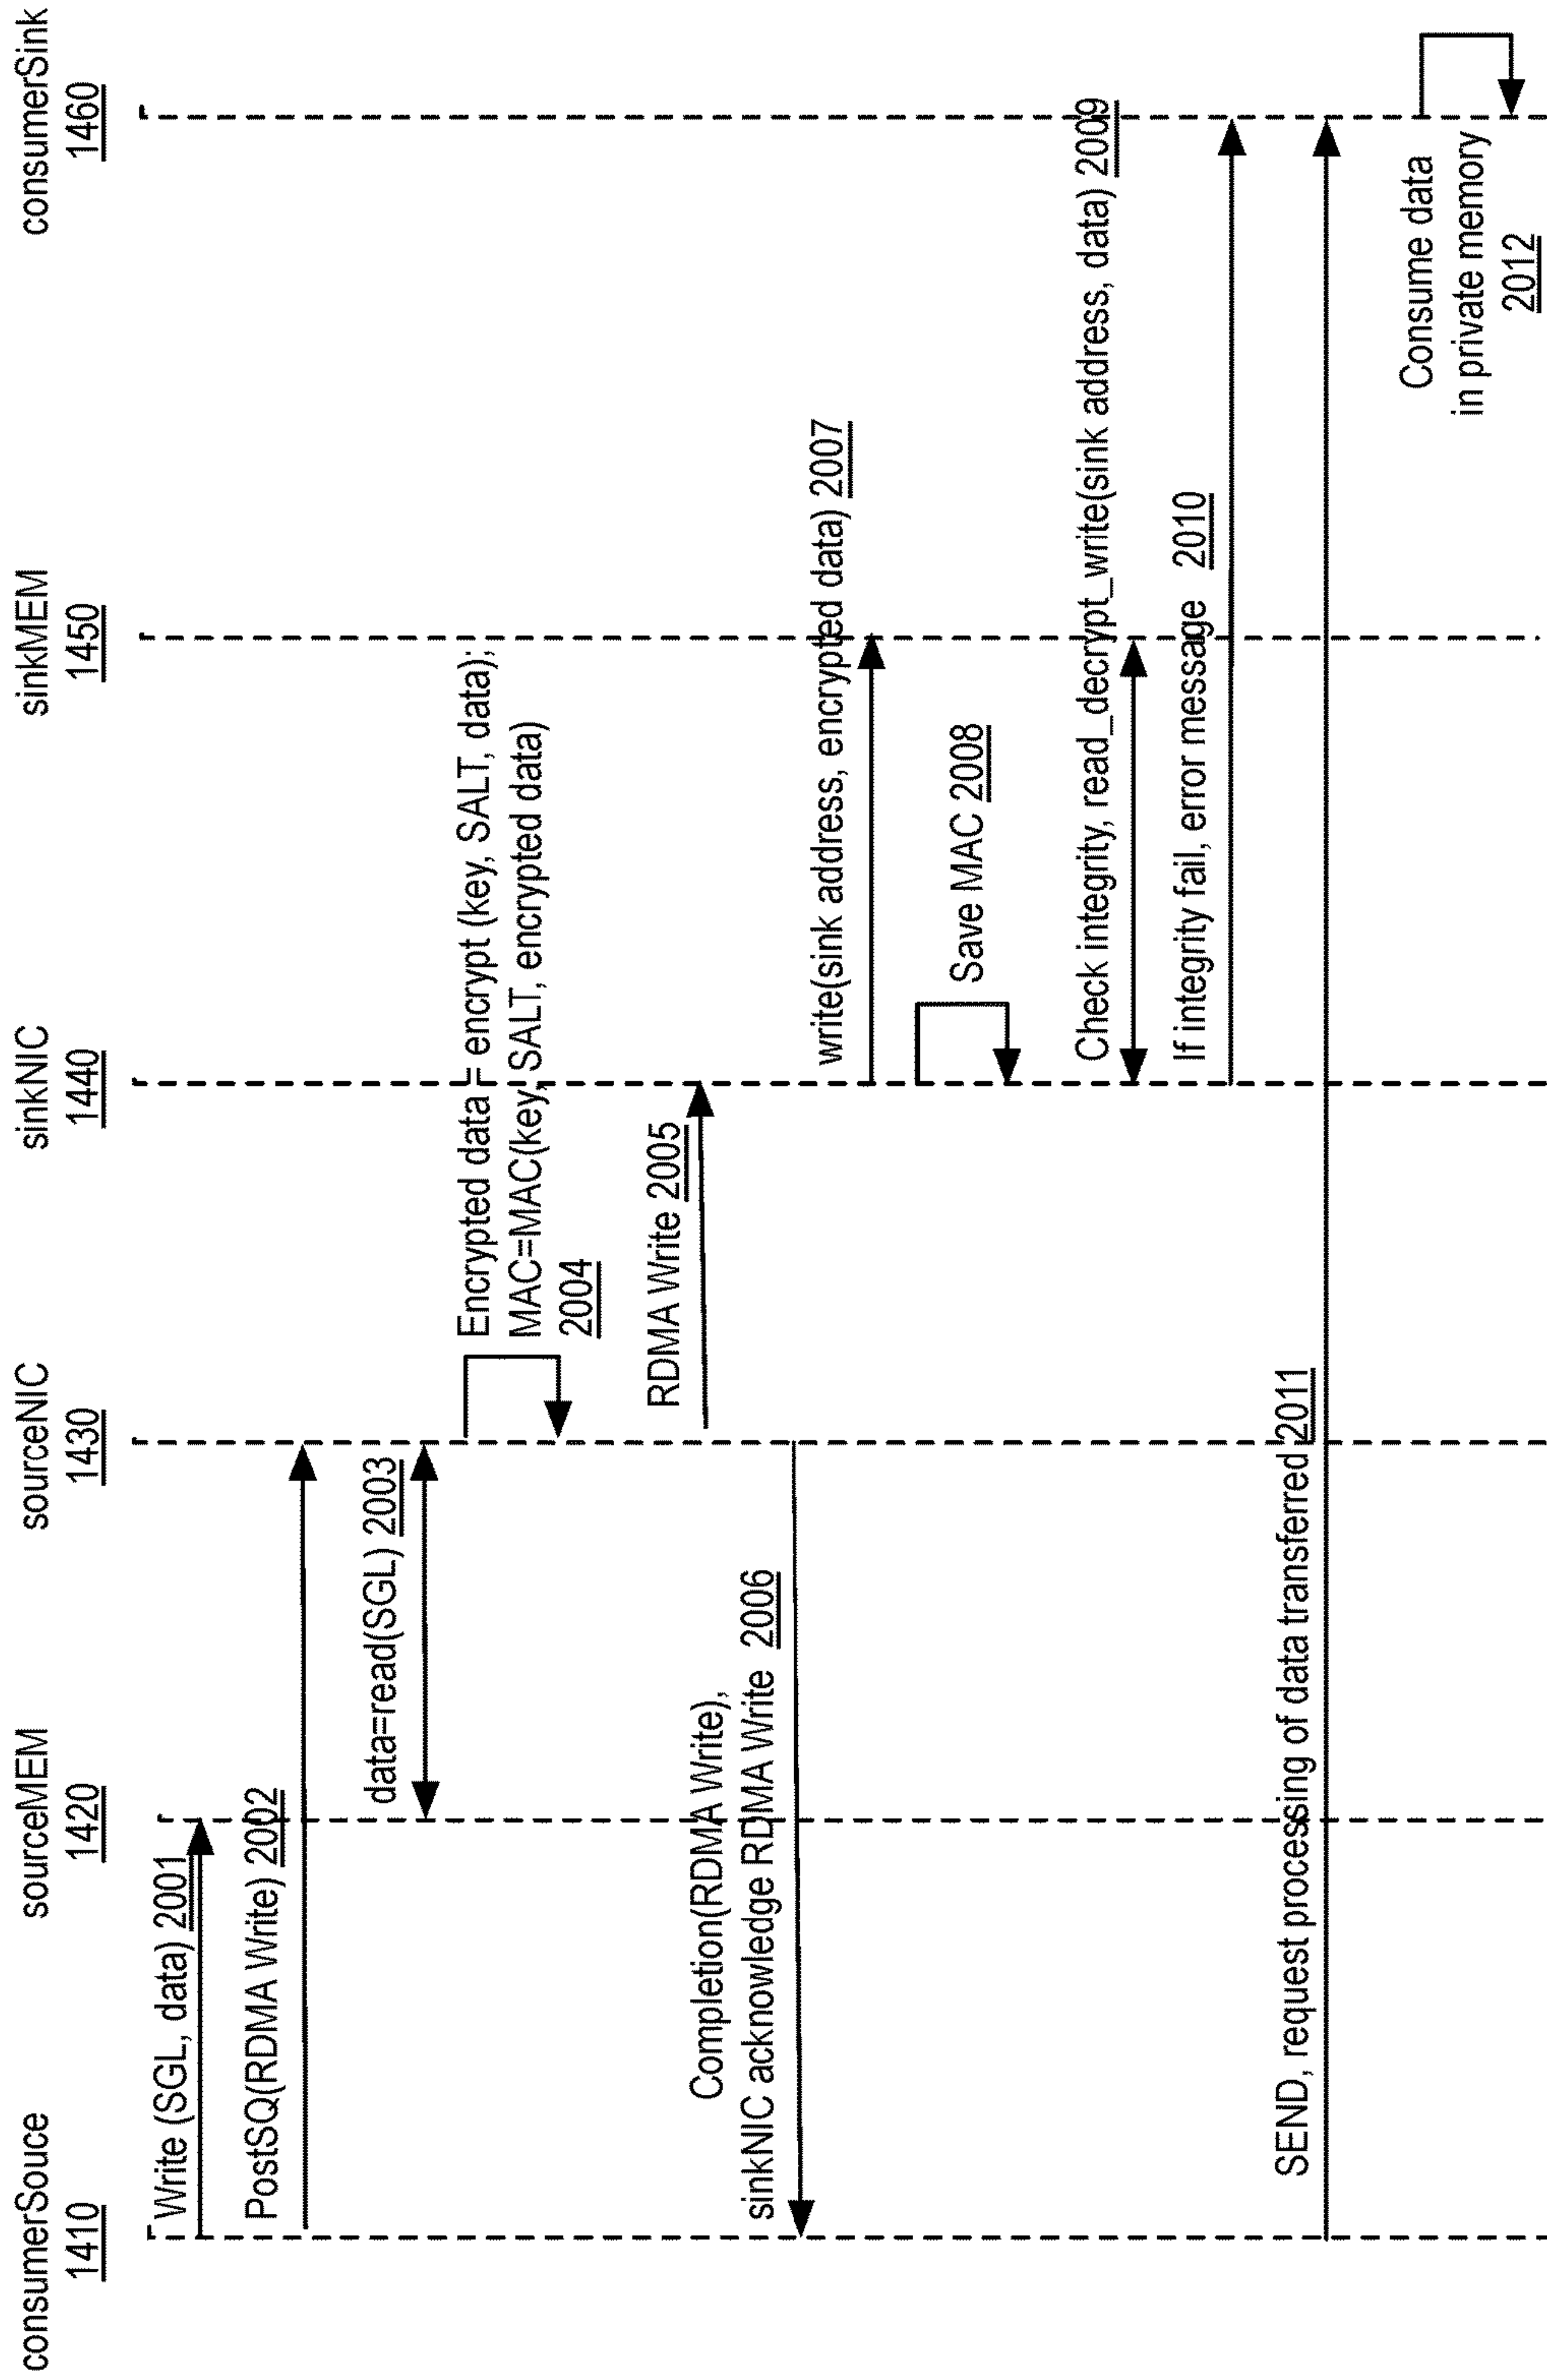 consumerSouce
1410
sourceMEM
1420
sourceNIC
1430
sinkNIC
1440
sinkMEM
1450
consumerSink
1460
Write (SGL, data) 2001
PostSQ(RDMA Write) 2002
data=read(SGL) 2003
Encrypted data = encrypt (key, SALT, data);
MAC=MAC(key,SALT, encrypted data)
2004
RDMA Write 2005
Completion(RDMA Write),
sinkNIC acknowledge RDMA Write 2006
write(sink address, encrypted data) 2007
Save MAC 2008
Check integrity, read_decrypt_write(sink address, data) 2009
If integrity fail, error message 2010
SEND, request processing of data transferred 2011
Consume data
in private memory
2012